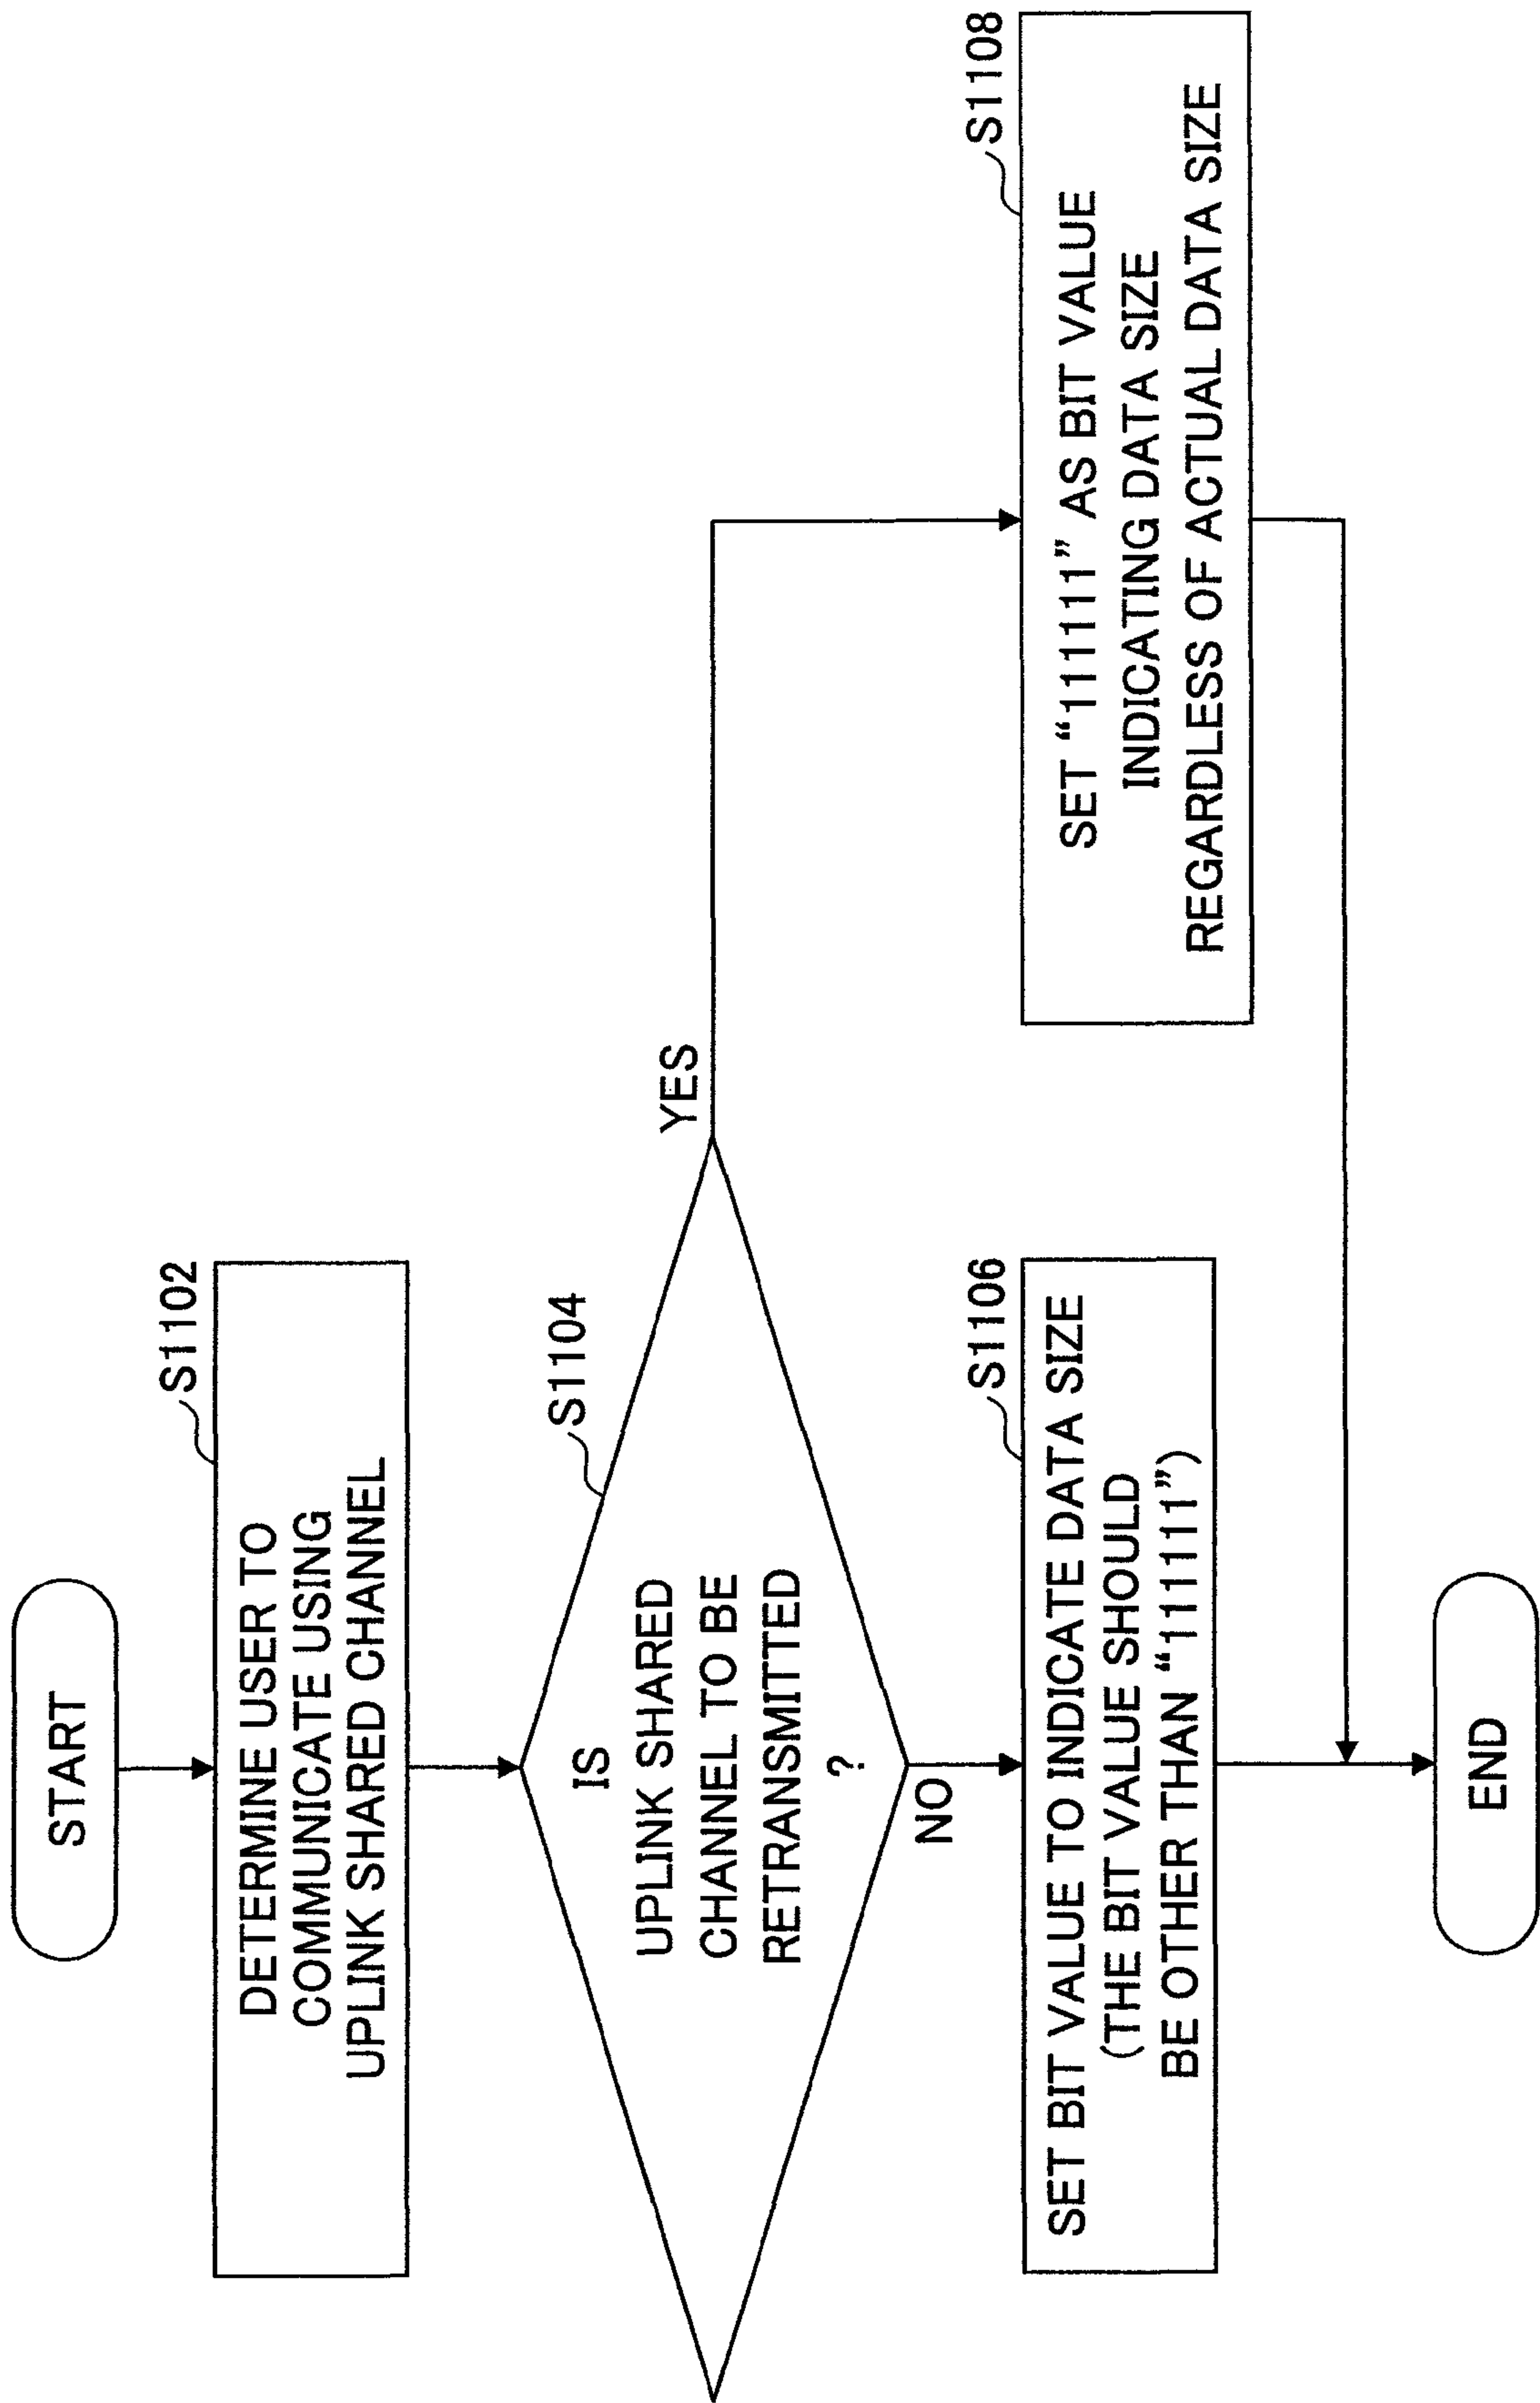 START
S1102
DETERMINE USER TO
COMMUNICATE USING
UPLINK SHARED CHANNEL
S1104
IS
UPLINK SHARED
CHANNEL TO BE
RETRANSMITTED
?
YES
NO
S1106
SET BIT VALUE TO INDICATE DATA SIZE
(THE BIT VALUE SHOULD
BE OTHER THAN “111111”)
S1108
SET “111111” AS BIT VALUE
INDICATING DATA SIZE
REGARDLESS OF ACTUAL DATA SIZE
END